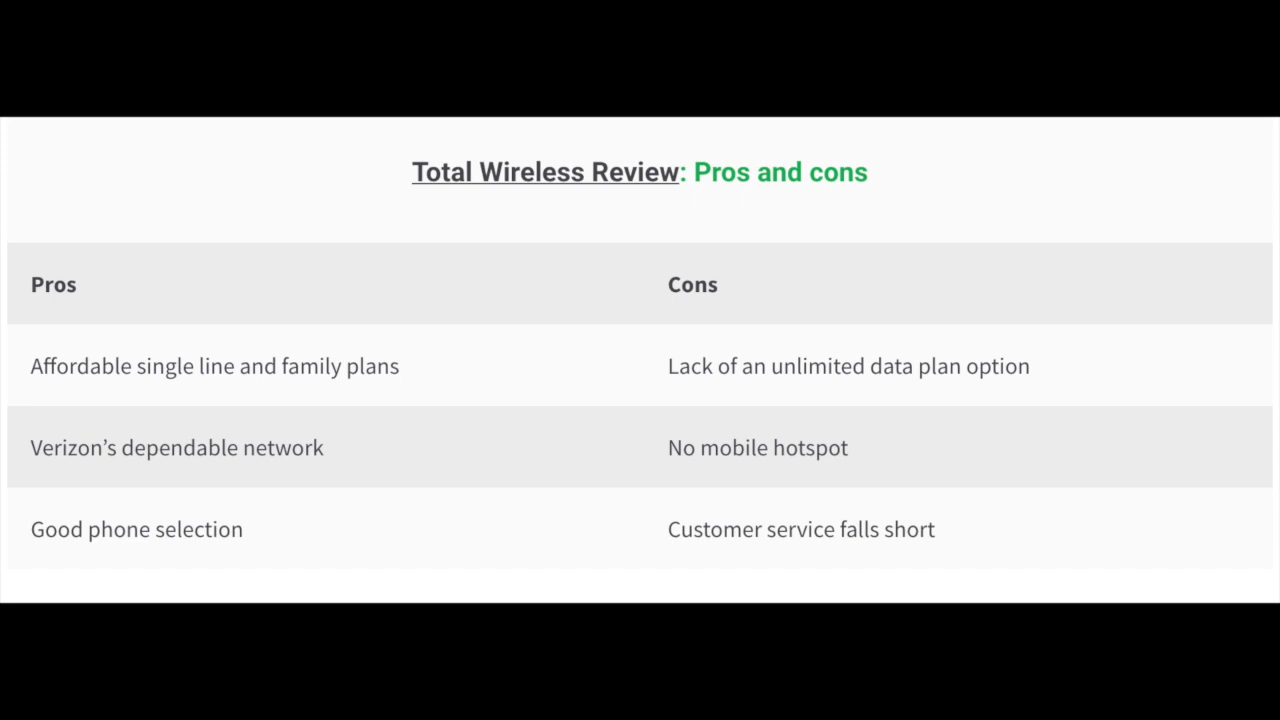 Total Wireless Review: Pros and cons
Pros
Cons
Affordable single line and family plans
Lack of an unlimited data plan option
Verizon’s dependable network
No mobile hotspot
Good phone selection
Customer service falls short